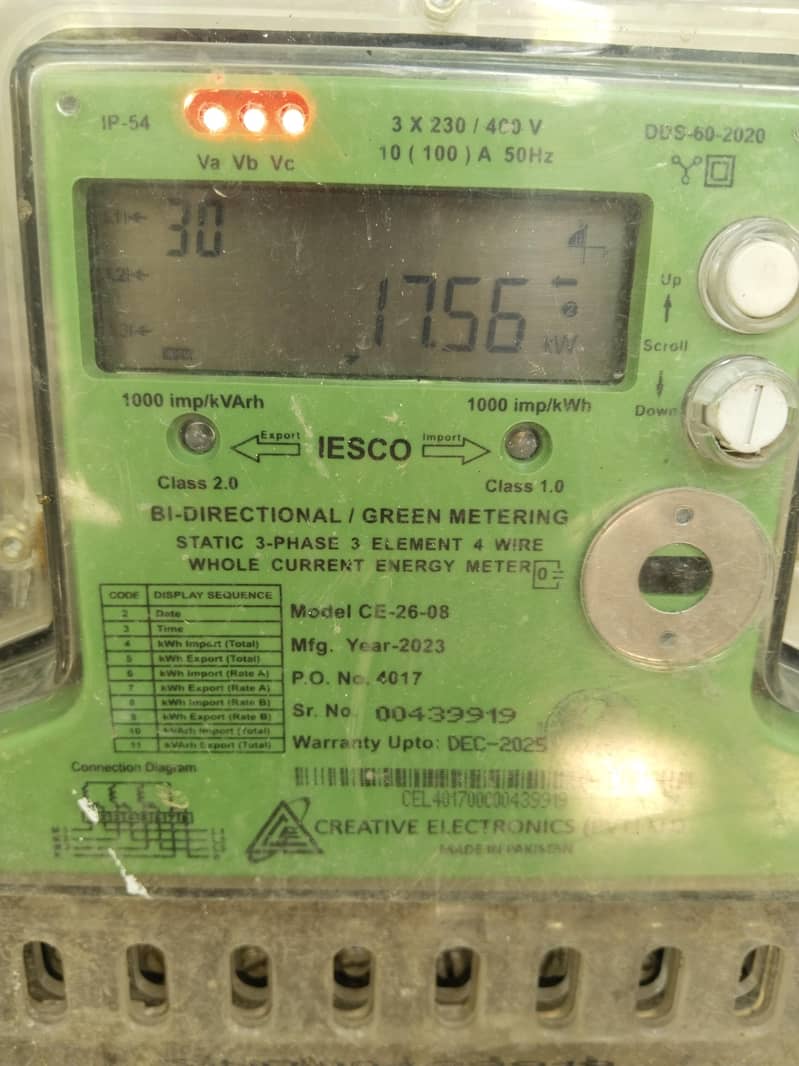 IP-54
3 X 230 / 400 V
DDS-60-2020
10 ( 100 ) A 50Hz
Va Vb Vc
L1
30
L2
17.56
L3
kW
Up
Scroll
Down
1000 imp/kVArh
1000 imp/kWh
Export IESCO Import
Class 2.0
Class 1.0
BI-DIRECTIONAL / GREEN METERING
STATIC 3-PHASE 3 ELEMENT 4 WIRE
WHOLE CURRENT ENERGY METER
CODE DISPLAY SEQUENCE
2 Date
3 Time
4 kWh Import (Total)
5 kWh Export (Total)
6 kWh Import (Rate A)
7 kWh Export (Rate A)
8 kWh Import (Rate B)
9 kWh Export (Rate B)
10 kVArh Import (Total)
11 kVArh Export (Total)
Model CE-26-08
Mfg. Year-2023
P.O. No. 4017
Sr. No. 00439919
Warranty Upto: DEC-2025
Connection Diagram
CEL401700C00439919
CREATIVE ELECTRONICS (PVT) LTD
MADE IN PAKISTAN